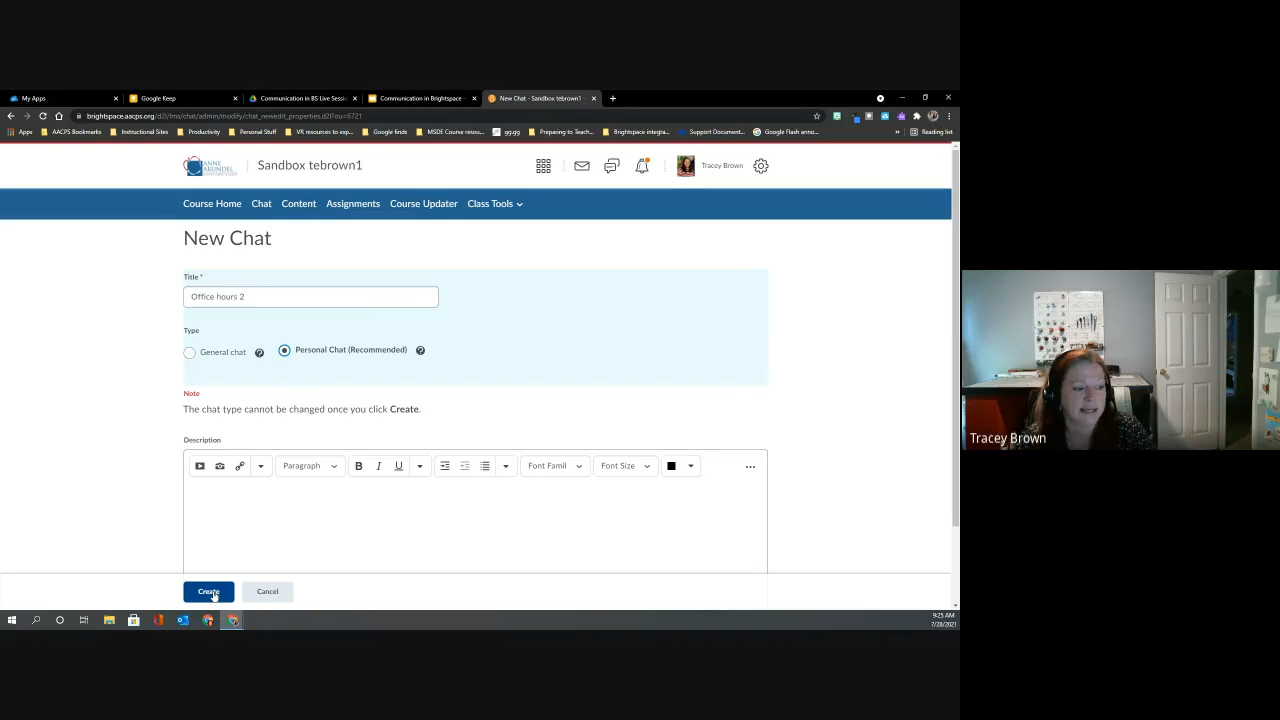 My Apps
Google Keep
Communication in BS Live Sessi
Communication in Brightspace -
New Chat - Sandbox tebrown1 -
brightspace.aacps.org/d2l/lms/chat/admin/modify/chat_newedit_properties.d2l?ou=6721
Apps AACPS Bookmarks Instructional Sites Productivity Personal Stuff VR resources to exp... Google finds MSDE Course resou... gg.gg Preparing to Teach... Brightspace integra... Support Document... Google Flash anno... » Reading list
ANNE ARUNDEL
Sandbox tebrown1
Tracey Brown
Course Home Chat Content Assignments Course Updater Class Tools
New Chat
Title *
Office hours 2
Type
General chat Personal Chat (Recommended)
Note
The chat type cannot be changed once you click Create.
Description
Paragraph B I U Font Famil Font Size ...
Create Cancel
9:25 AM
7/28/2021
Tracey Brown